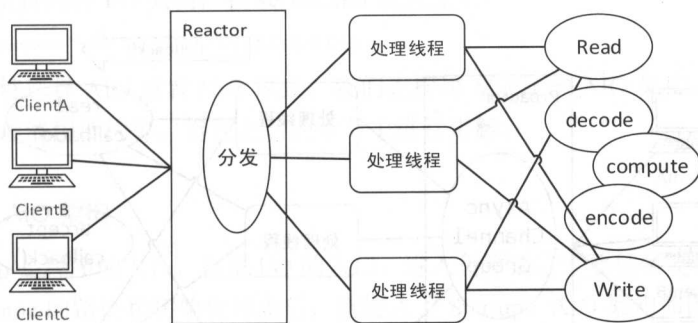 Reactor
ClientA
ClientB
ClientC
分发
处理线程
处理线程
处理线程
Read
decode
compute
encode
Write